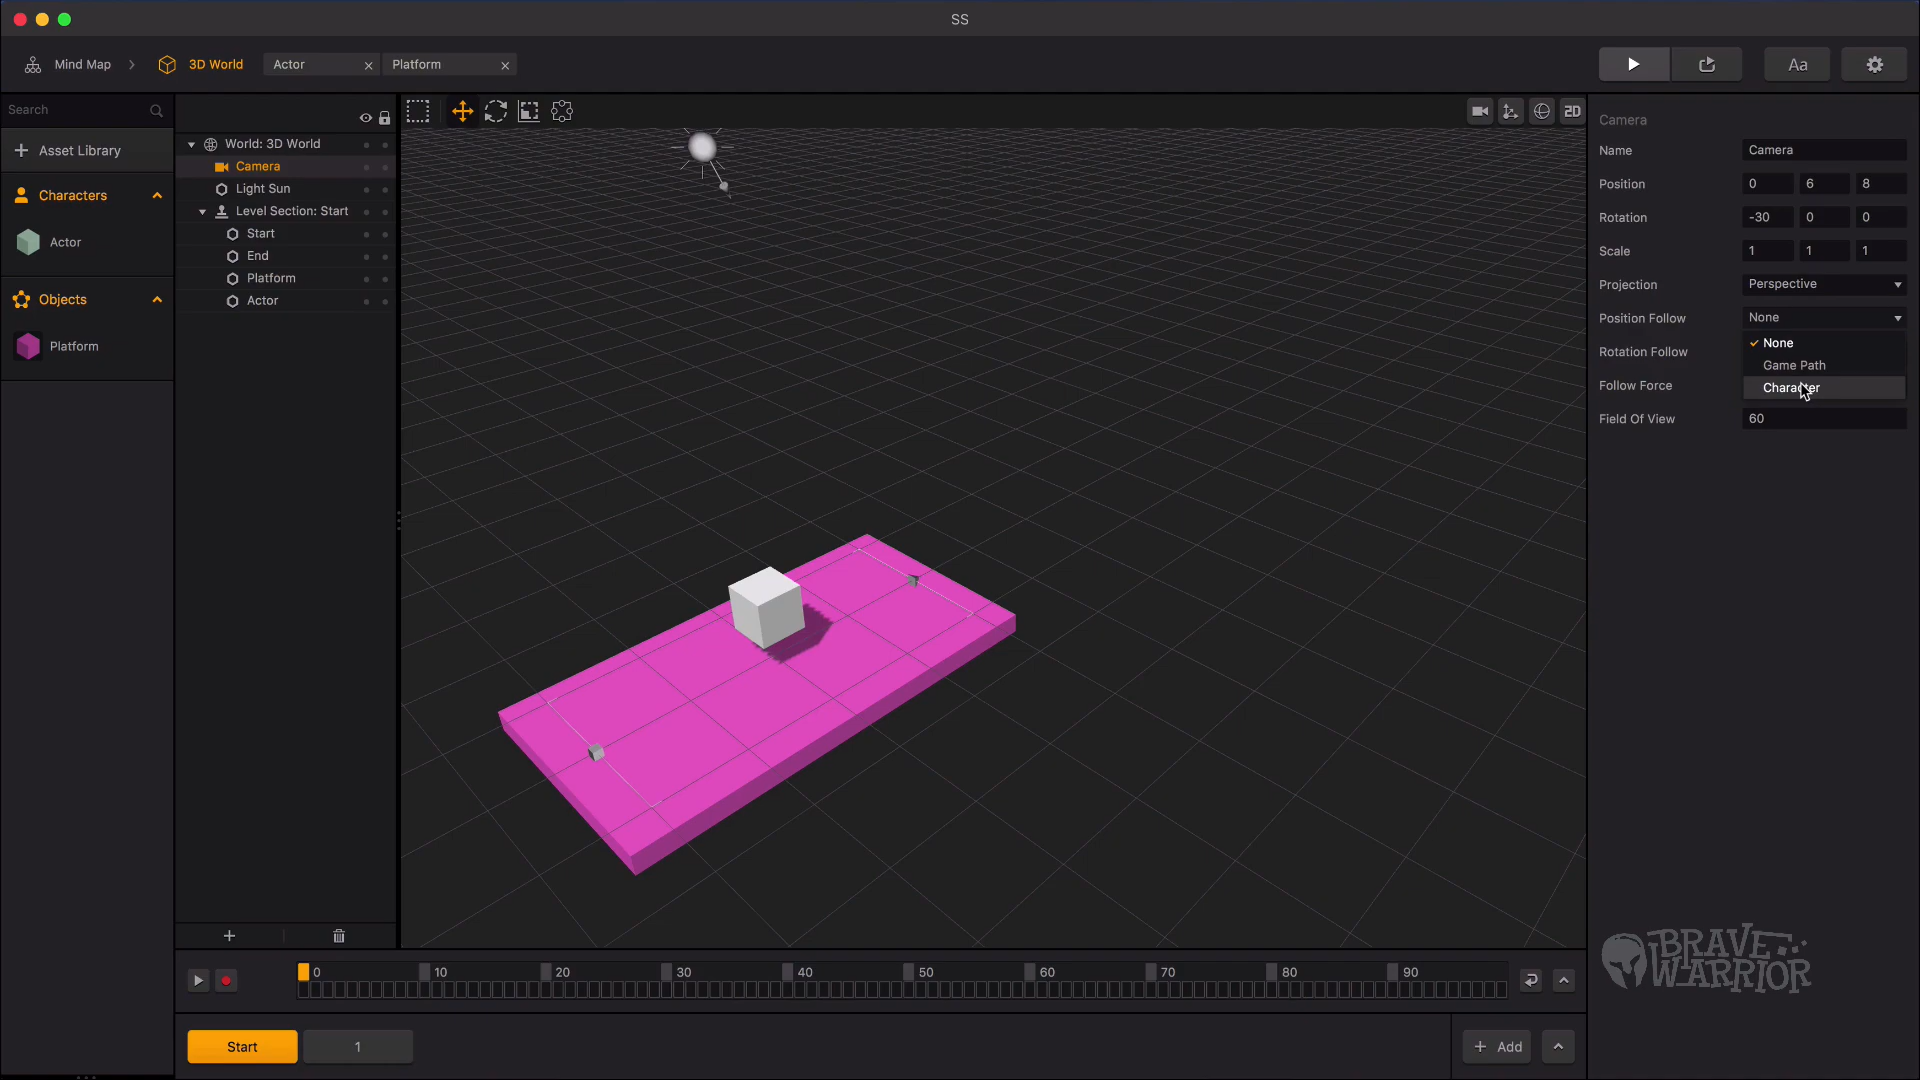 SS
Mind Map
3D World
Actor
Platform
Aa
Search
Asset Library
Characters
Actor
Objects
Platform
World: 3D World
Camera
Light Sun
Level Section: Start
Start
End
Platform
Actor
2D
Camera
Name Camera
Position 0 6 8
Rotation -30 0 0
Scale 1 1 1
Projection Perspective
Position Follow None
None
Rotation Follow
Game Path
Follow Force
Character
Field Of View 60
BRAVE
WARRIOR
0 10 20 30 40 50 60 70 80 90
Start 1
Add